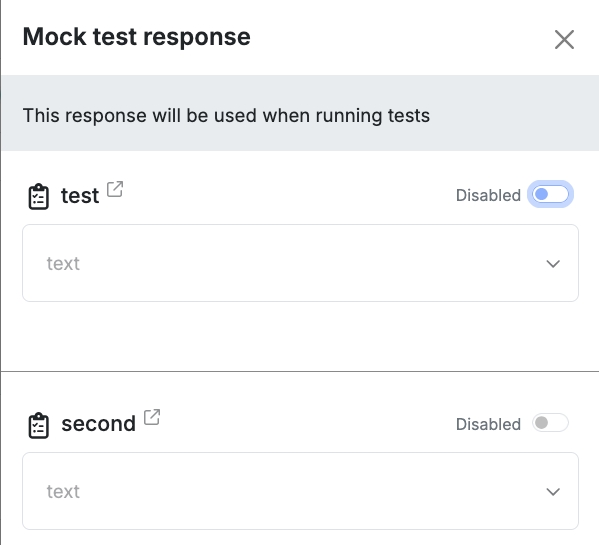 Mock test response
This response will be used when running tests
test
Disabled
text
second
Disabled
text